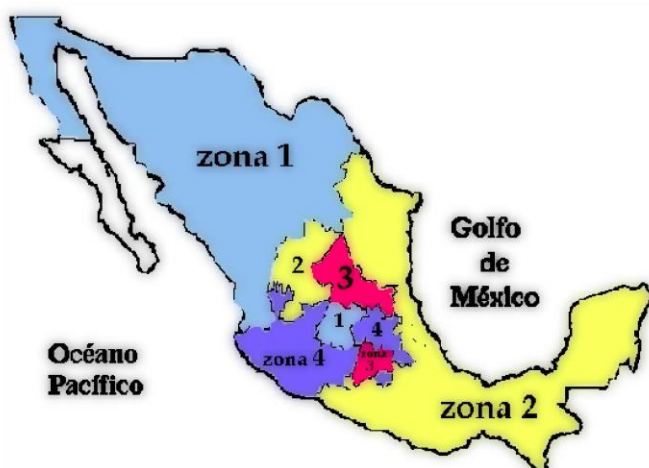 zona 1
Golfo
de
México
2
3
1
4
zona 4
zona
3
Océano
Pacífico
zona 2